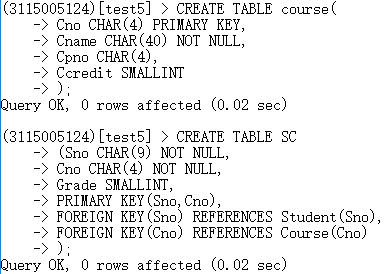 (3115005124)[test5] > CREATE TABLE course(
    -> Cno CHAR(4) PRIMARY KEY,
    -> Cname CHAR(40) NOT NULL,
    -> Cpno CHAR(4),
    -> Ccredit SMALLINT
    -> );
Query OK, 0 rows affected (0.02 sec)

(3115005124)[test5] > CREATE TABLE SC
    -> (Sno CHAR(9) NOT NULL,
    -> Cno CHAR(4) NOT NULL,
    -> Grade SMALLINT,
    -> PRIMARY KEY(Sno,Cno),
    -> FOREIGN KEY(Sno) REFERENCES Student(Sno),
    -> FOREIGN KEY(Cno) REFERENCES Course(Cno)
    -> );
Query OK, 0 rows affected (0.02 sec)